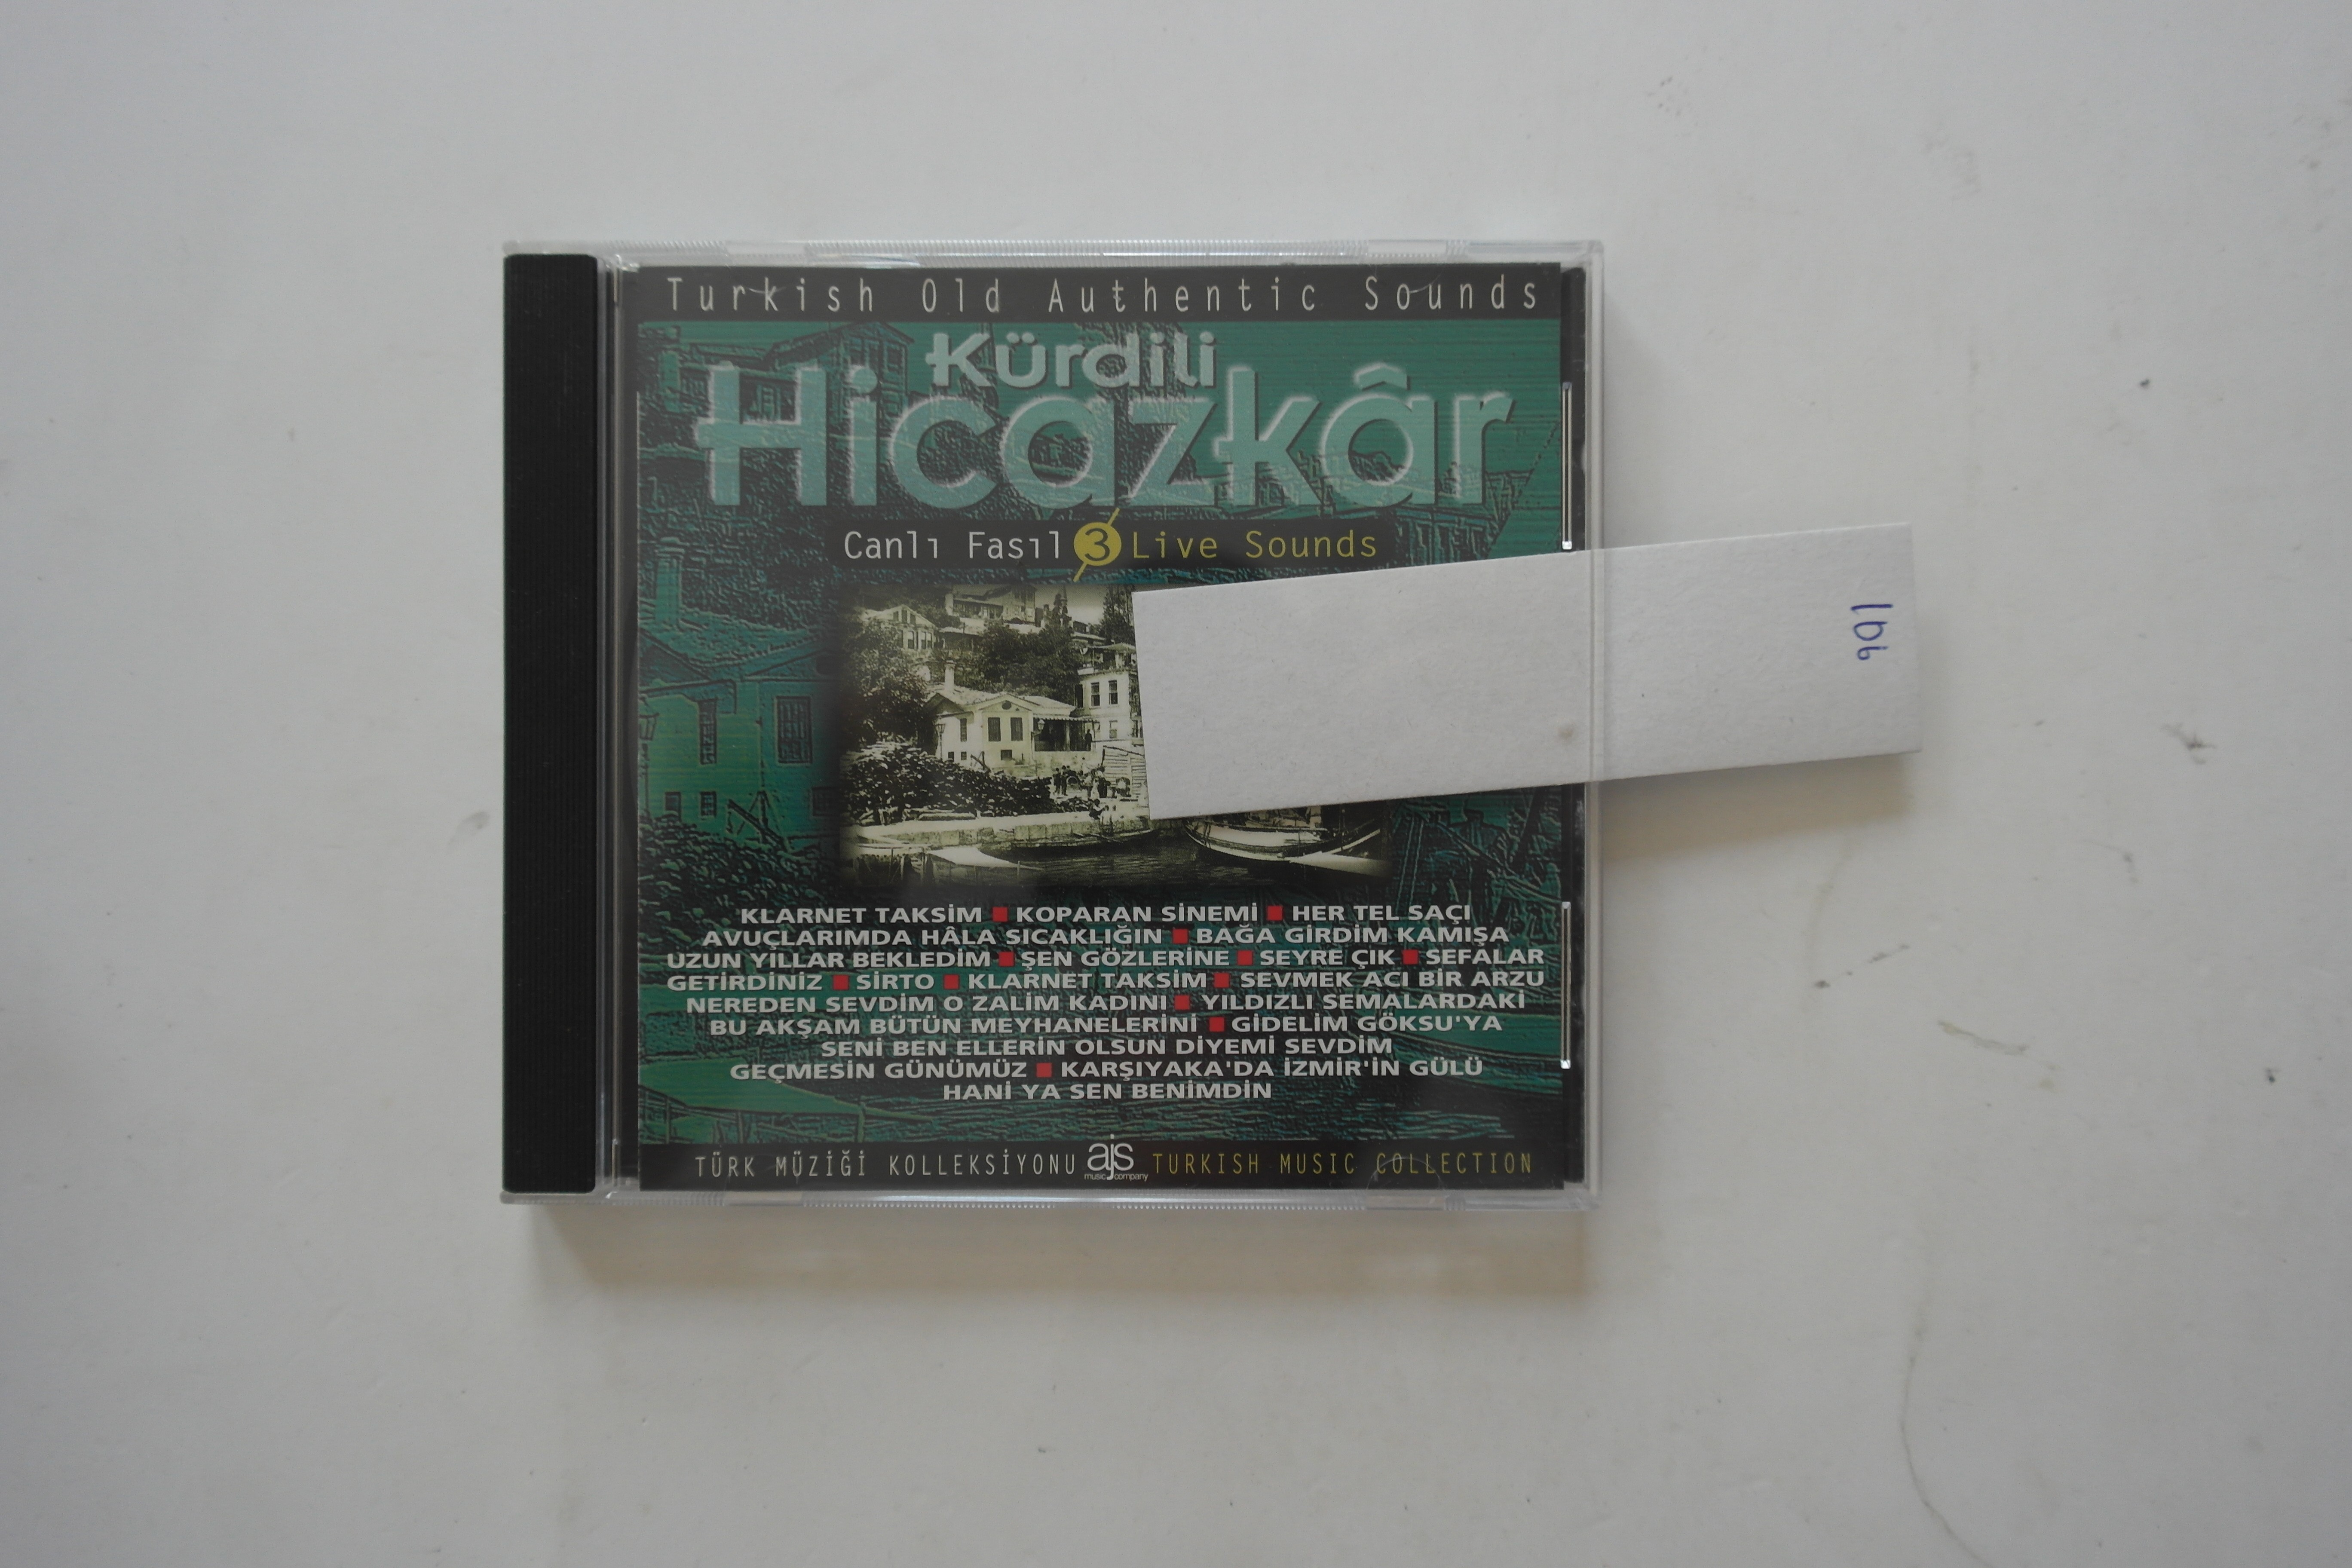 Turkish Old Authentic Sounds
Kürdili
Hicazkâr
Canlı Fasıl 3 Live Sounds
KLARNET TAKSİM ■ KOPARAN SİNEMİ ■ HER TEL SAÇI
AVUÇLARIMDA HÂLA SICAKLIĞIN ■ BAĞA GİRDİM KAMIŞA
UZUN YILLAR BEKLEDİM ■ ŞEN GÖZLERİNE ■ SEYRE ÇIK ■ SEFALAR
GETİRDİNİZ ■ SİRTO ■ KLARNET TAKSİM ■ SEVMEK ACI BİR ARZU
NEREDEN SEVDİM O ZALİM KADINI ■ YILDIZLI SEMALARDAKİ
BU AKŞAM BÜTÜN MEYHANELERİNİ ■ GİDELİM GÖKSU'YA
SENİ BEN ELLERİN OLSUN DİYEMİ SEVDİM
GEÇMESİN GÜNÜMÜZ ■ KARŞIYAKA'DA İZMİR'İN GÜLÜ
HANİ YA SEN BENİMDİN
TÜRK MÜZİĞİ KOLLEKSİYONU ajs music company TURKISH MUSIC COLLECTION